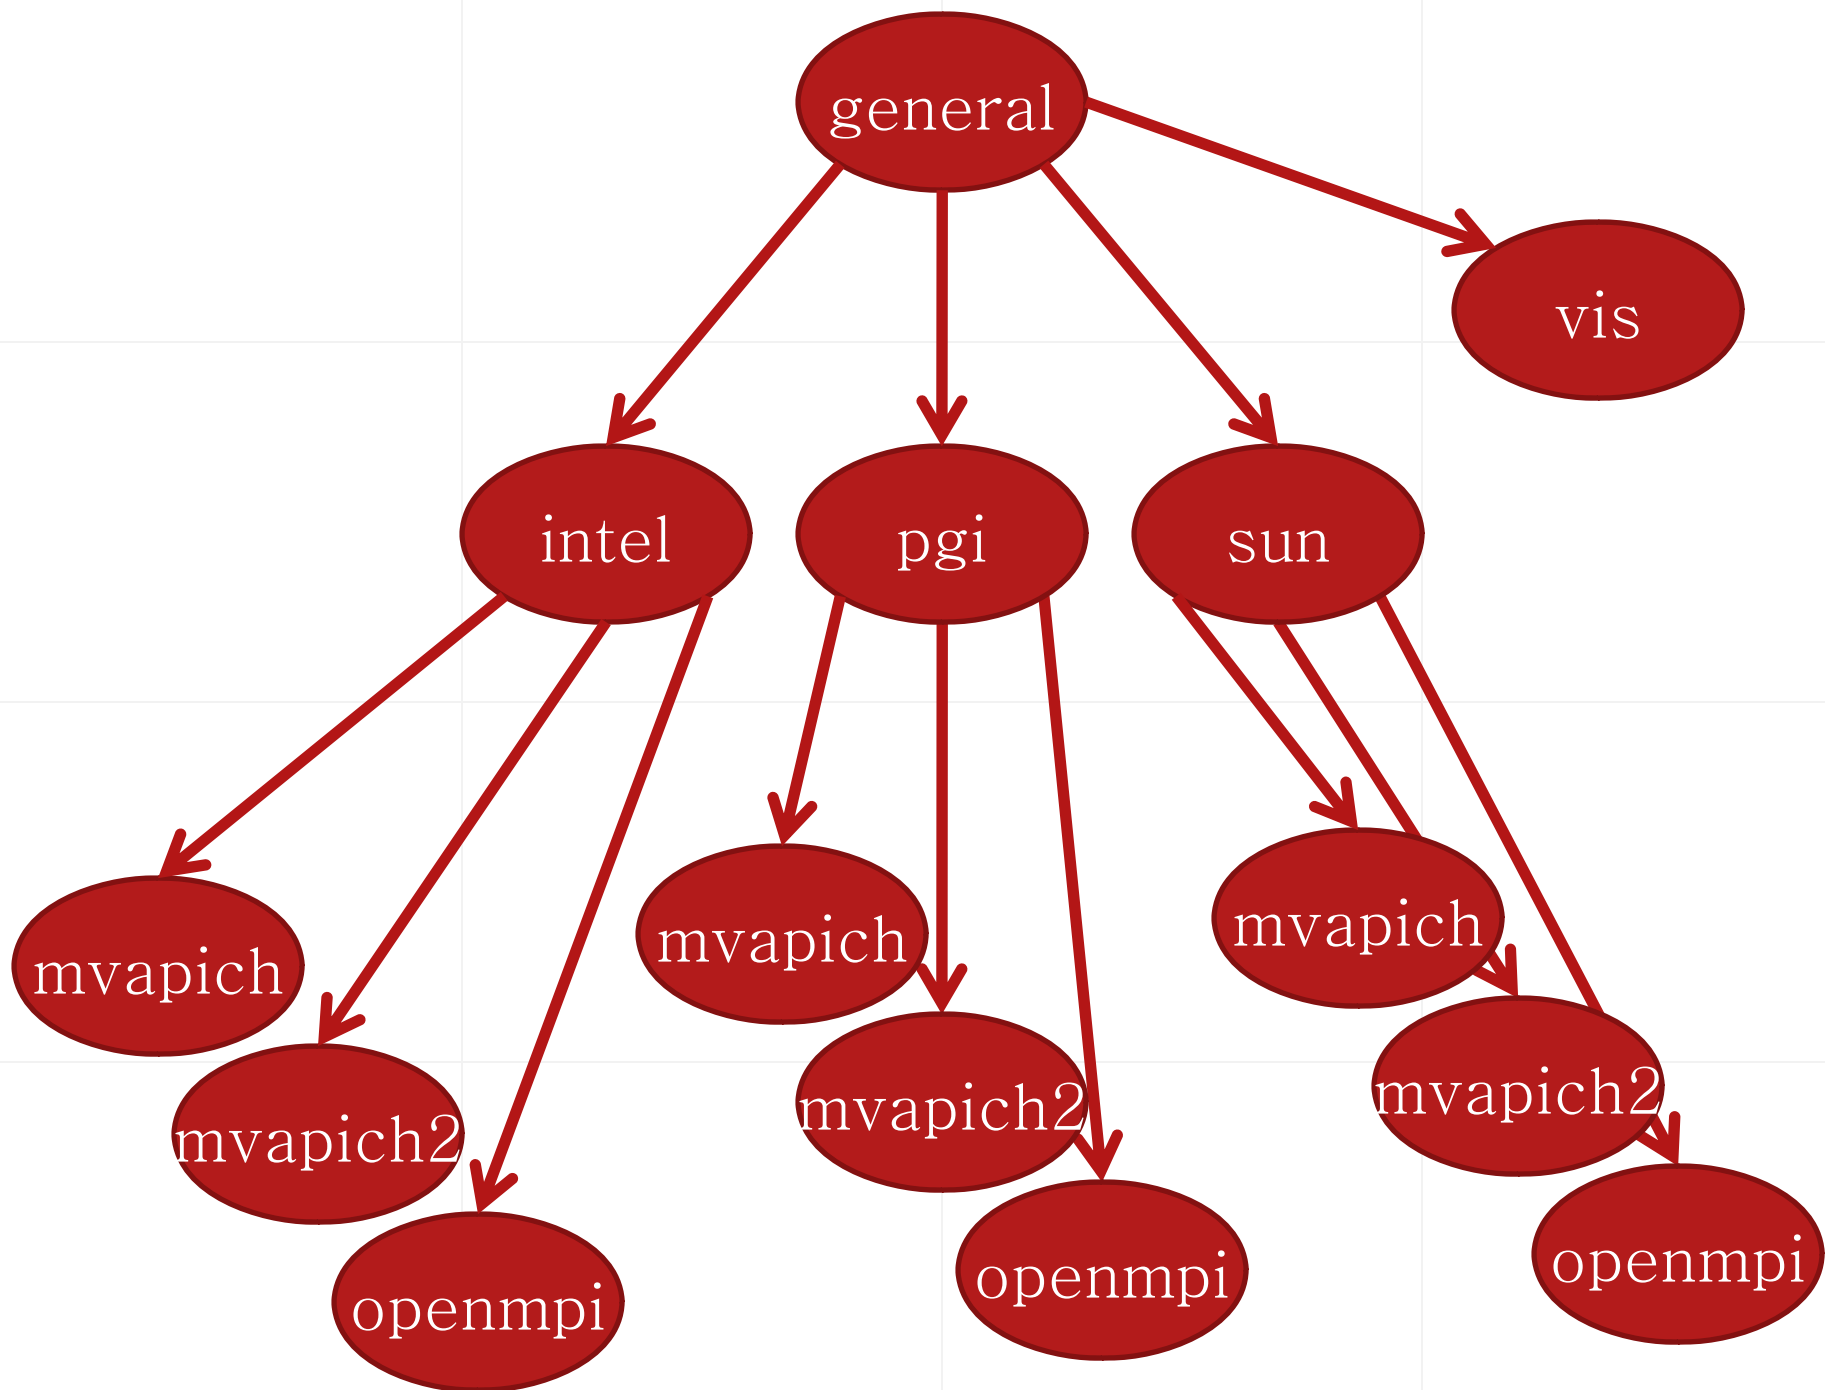 general
vis
intel
pgi
sun
mvapich
mvapich
mvapich
mvapich2
mvapich2
mvapich2
openmpi
openmpi
openmpi